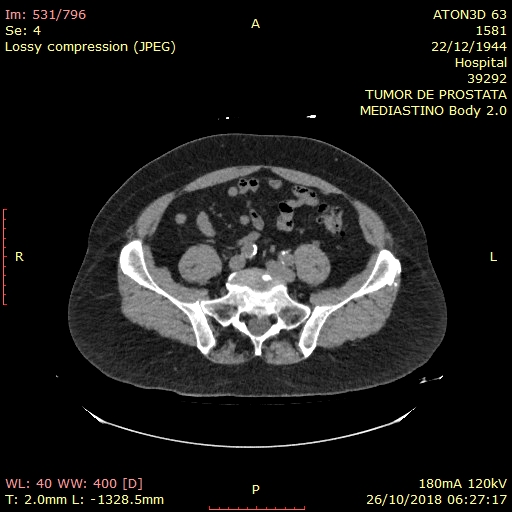 Im: 531/796
Se: 4
Lossy compression (JPEG)
A
ATON3D 63
1581
22/12/1944
Hospital
39292
TUMOR DE PROSTATA
MEDIASTINO Body 2.0
R
L
WL: 40 WW: 400 [D]
T: 2.0mm L: -1328.5mm
P
180mA 120kV
26/10/2018 06:27:17